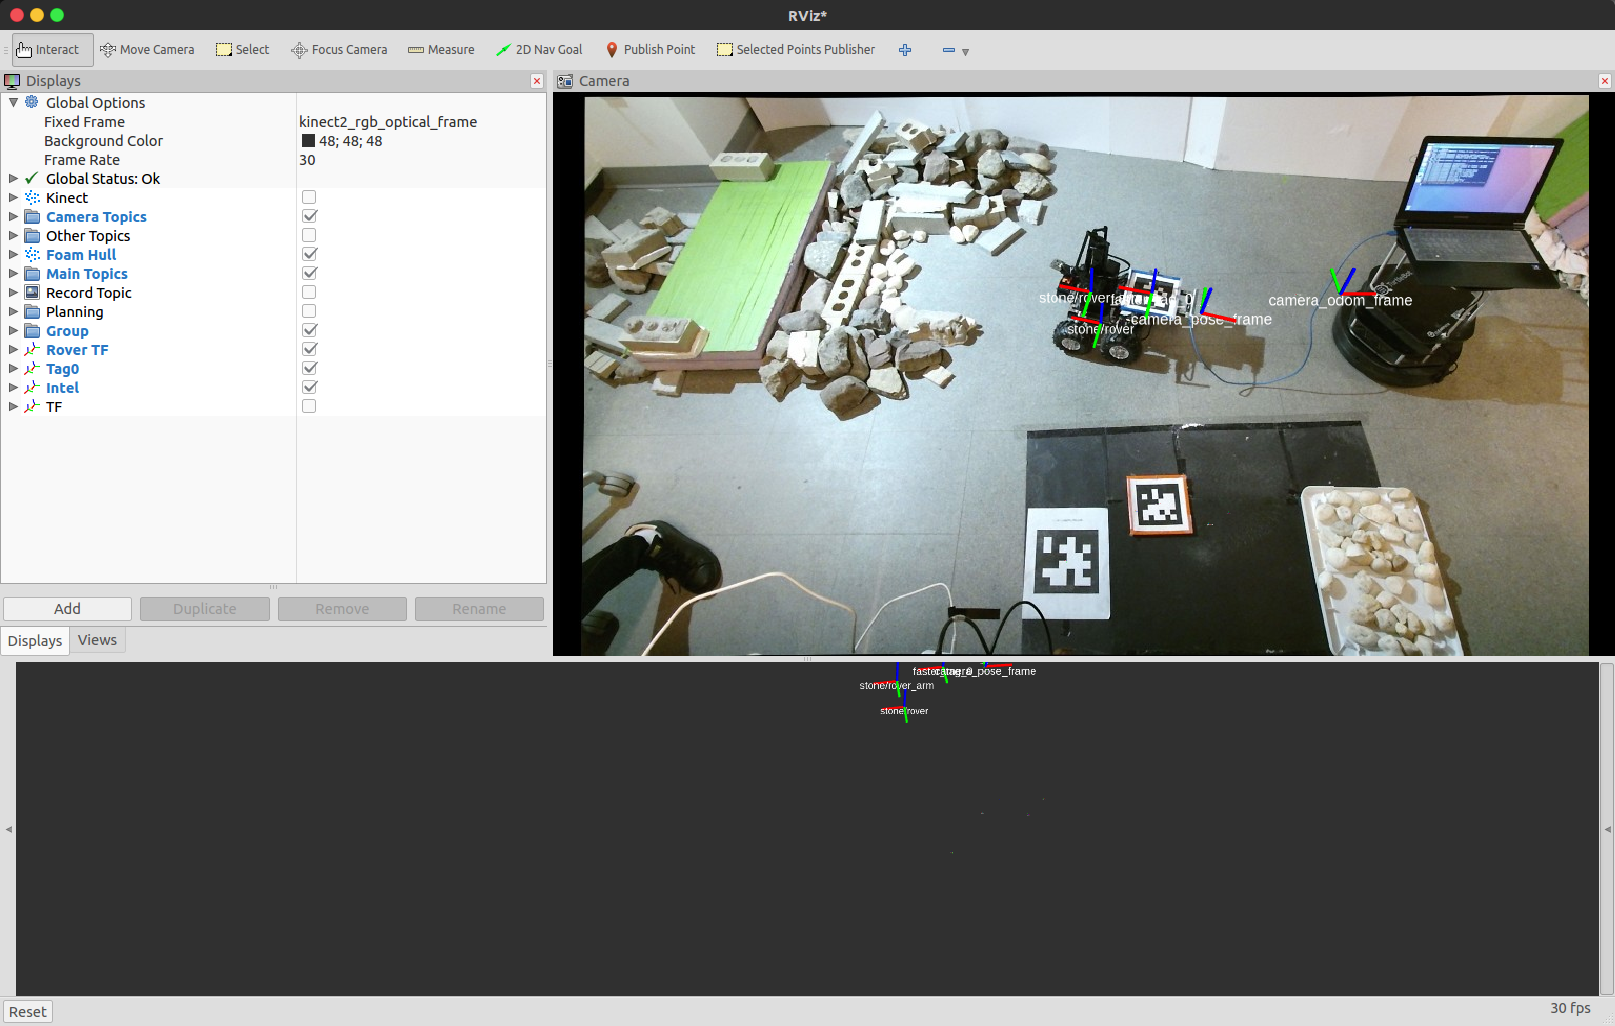 RViz*
Interact
Move Camera
Select
Focus Camera
Measure
2D Nav Goal
Publish Point
Selected Points Publisher
Displays
Global Options
Fixed Frame
kinect2_rgb_optical_frame
Background Color
48; 48; 48
Frame Rate
30
Global Status: Ok
Kinect
Camera Topics
Other Topics
Foam Hull
Main Topics
Record Topic
Planning
Group
Rover TF
Tag0
Intel
TF
Add
Duplicate
Remove
Rename
Displays
Views
Camera
camera_odom_frame
camera_pose_frame
stone/rover
camera_pose_frame
stone/rover_arm
stone/rover
Reset
30 fps